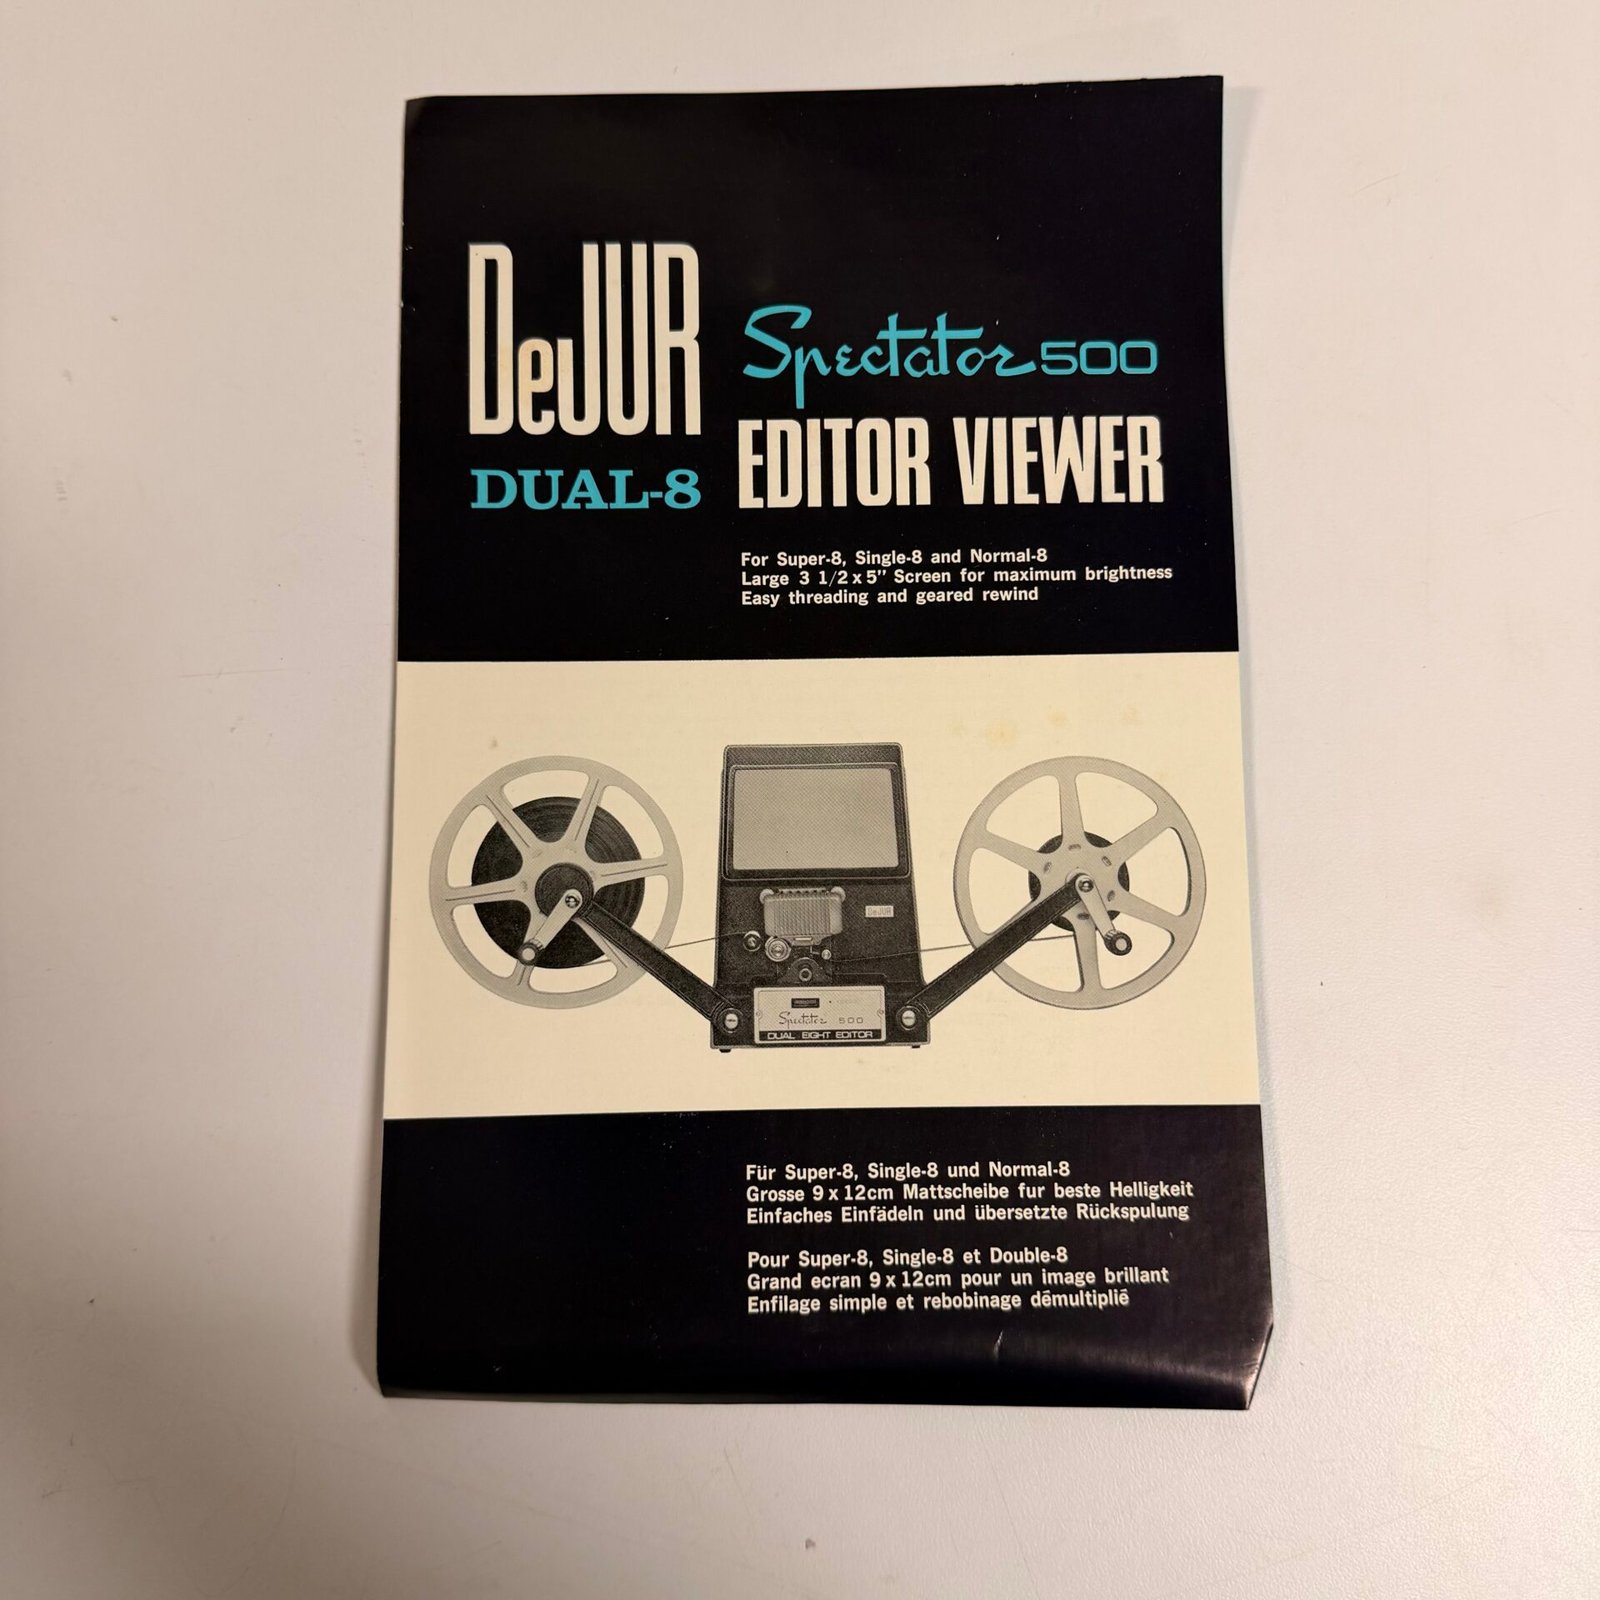 DeJUR
DUAL-8
Spectator 500
EDITOR VIEWER
For Super-8, Single-8 and Normal-8
Large 3 1/2 x 5" Screen for maximum brightness
Easy threading and geared rewind
DeJUR
Spectator 500
DUAL EIGHT EDITOR
Für Super-8, Single-8 und Normal-8
Grosse 9 x 12cm Mattscheibe fur beste Helligkeit
Einfaches Einfädeln und übersetzte Rückspulung
Pour Super-8, Single-8 et Double-8
Grand ecran 9 x 12cm pour un image brillant
Enfilage simple et rebobinage démultiplié